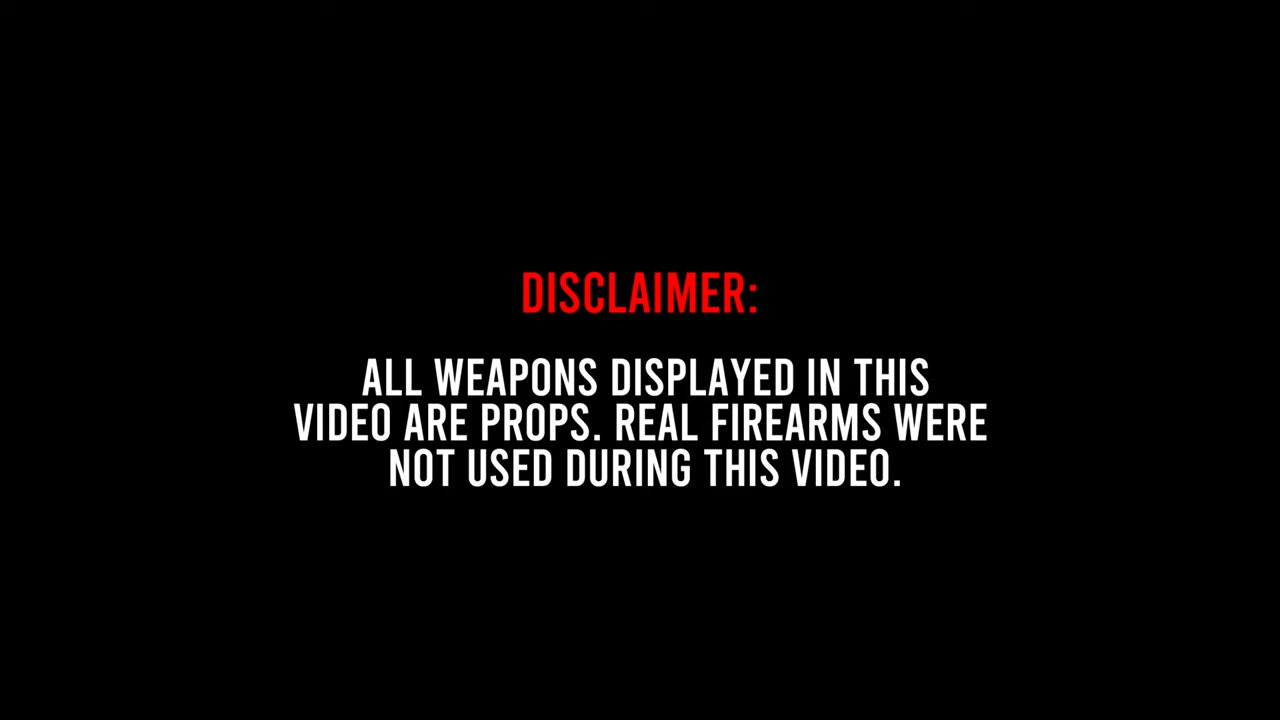 DISCLAIMER:
ALL WEAPONS DISPLAYED IN THIS
VIDEO ARE PROPS. REAL FIREARMS WERE
NOT USED DURING THIS VIDEO.